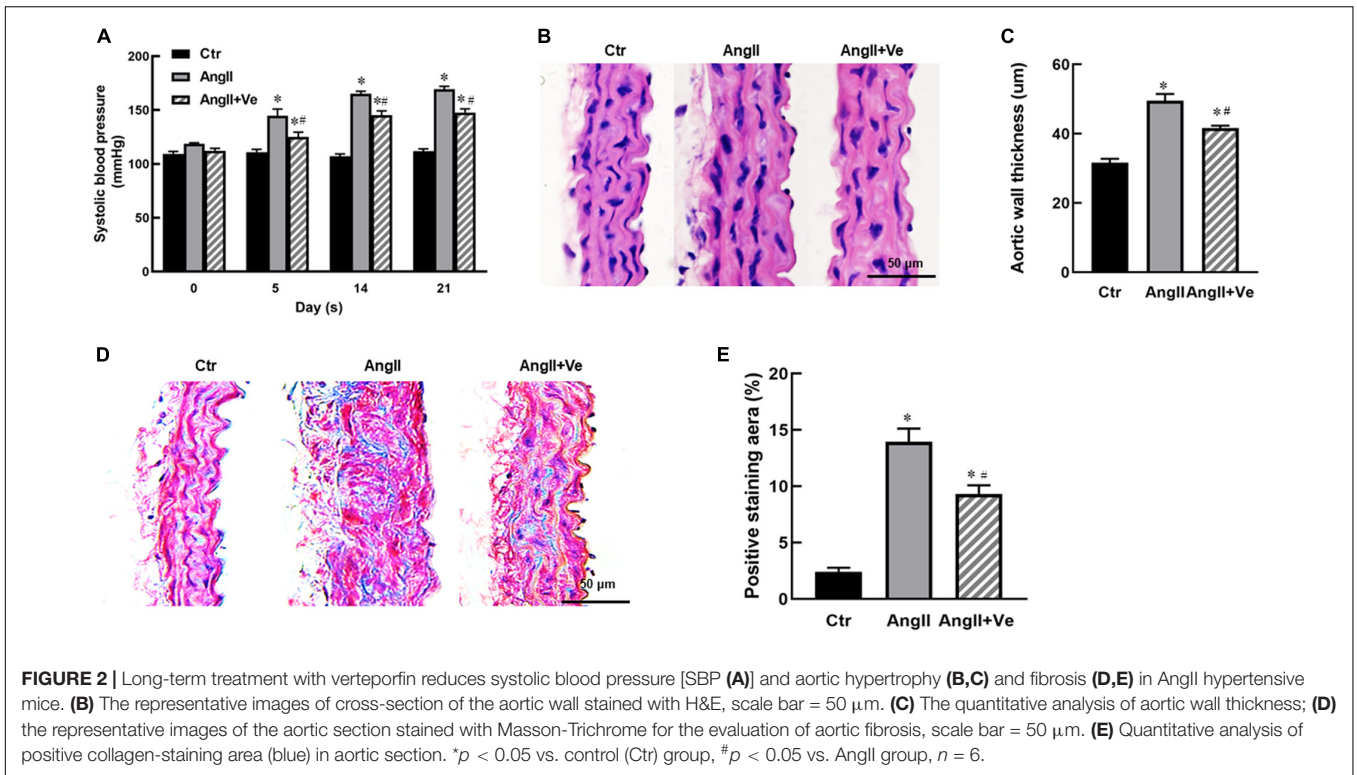 A
Ctr
AngII
AngII+Ve
Systolic blood pressure
(mmHg)
200
150
100
50
0
*
*#
*
*#
*
*#
0 5 14 21
Day (s)
B
Ctr AngII AngII+Ve
50 µm
C
Aortic wall thickness (um)
60
40
20
0
*
*#
Ctr AngII AngII+Ve
D
Ctr AngII AngII+Ve
50 µm
E
Positive staining aera (%)
20
15
10
5
0
*
*#
Ctr AngII AngII+Ve
FIGURE 2 | Long-term treatment with verteporfin reduces systolic blood pressure [SBP (A)] and aortic hypertrophy (B,C) and fibrosis (D,E) in AngII hypertensive
mice. (B) The representative images of cross-section of the aortic wall stained with H&E, scale bar = 50 μm. (C) The quantitative analysis of aortic wall thickness; (D)
the representative images of the aortic section stained with Masson-Trichrome for the evaluation of aortic fibrosis, scale bar = 50 μm. (E) Quantitative analysis of
positive collagen-staining area (blue) in aortic section. *p < 0.05 vs. control (Ctr) group, #p < 0.05 vs. AngII group, n = 6.